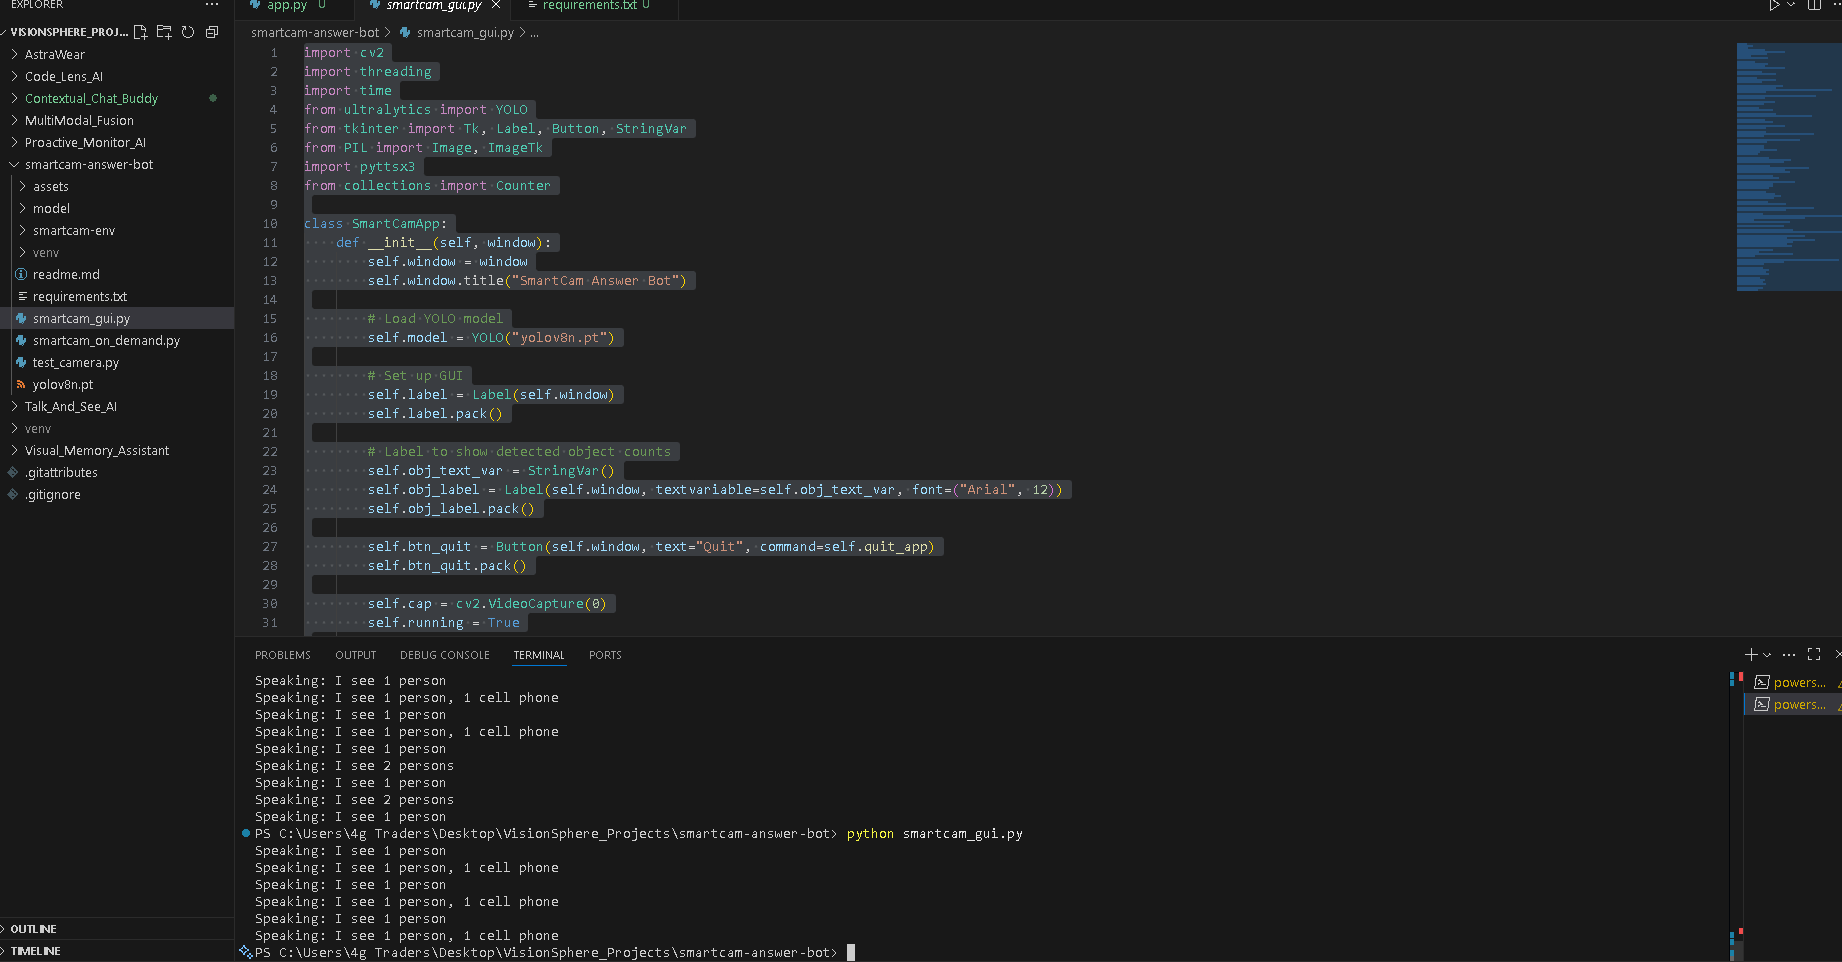 EXPLORER
VISIONSPHERE_PROJ...
AstraWear
Code_Lens_AI
Contextual_Chat_Buddy
MultiModal_Fusion
Proactive_Monitor_AI
smartcam-answer-bot
assets
model
smartcam-env
venv
readme.md
requirements.txt
smartcam_gui.py
smartcam_on_demand.py
test_camera.py
yolov8n.pt
Talk_And_See_AI
venv
Visual_Memory_Assistant
.gitattributes
.gitignore
OUTLINE
TIMELINE
app.py U
smartcam_gui.py
requirements.txt U
smartcam-answer-bot > smartcam_gui.py > ...
1 import cv2
2 import threading
3 import time
4 from ultralytics import YOLO
5 from tkinter import Tk, Label, Button, StringVar
6 from PIL import Image, ImageTk
7 import pyttsx3
8 from collections import Counter
9
10 class SmartCamApp:
11 def __init__(self, window):
12 self.window = window
13 self.window.title("SmartCam Answer Bot")
14
15 # Load YOLO model
16 self.model = YOLO("yolov8n.pt")
17
18 # Set up GUI
19 self.label = Label(self.window)
20 self.label.pack()
21
22 # Label to show detected object counts
23 self.obj_text_var = StringVar()
24 self.obj_label = Label(self.window, textvariable=self.obj_text_var, font=("Arial", 12))
25 self.obj_label.pack()
26
27 self.btn_quit = Button(self.window, text="Quit", command=self.quit_app)
28 self.btn_quit.pack()
29
30 self.cap = cv2.VideoCapture(0)
31 self.running = True
PROBLEMS OUTPUT DEBUG CONSOLE TERMINAL PORTS
Speaking: I see 1 person
Speaking: I see 1 person, 1 cell phone
Speaking: I see 1 person
Speaking: I see 1 person, 1 cell phone
Speaking: I see 1 person
Speaking: I see 2 persons
Speaking: I see 1 person
Speaking: I see 2 persons
Speaking: I see 1 person
PS C:\Users\4g Traders\Desktop\VisionSphere_Projects\smartcam-answer-bot> python smartcam_gui.py
Speaking: I see 1 person
Speaking: I see 1 person, 1 cell phone
Speaking: I see 1 person
Speaking: I see 1 person, 1 cell phone
Speaking: I see 1 person
Speaking: I see 1 person, 1 cell phone
PS C:\Users\4g Traders\Desktop\VisionSphere_Projects\smartcam-answer-bot>
powers...
powers...